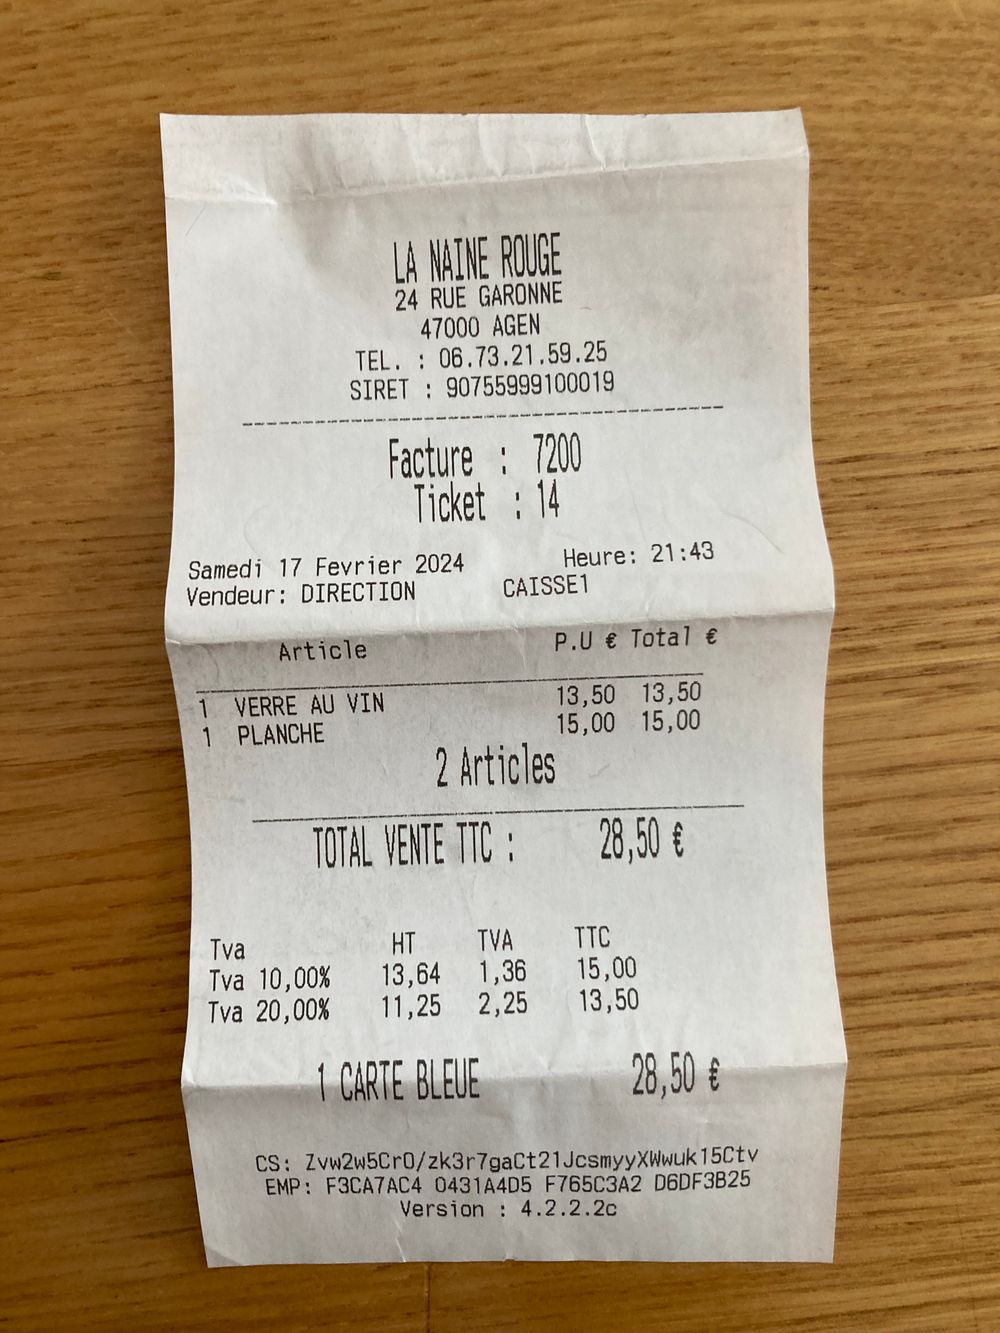 LA NAINE ROUGE
24 RUE GARONNE
47000 AGEN
TEL. : 06.73.21.59.25
SIRET : 90755999100019
Facture : 7200
Ticket : 14
Samedi 17 Fevrier 2024 Heure: 21:43
Vendeur: DIRECTION CAISSE1
Article P.U € Total €
1 VERRE AU VIN 13,50 13,50
1 PLANCHE 15,00 15,00
2 Articles
TOTAL VENTE TTC : 28,50 €
Tva HT TVA TTC
Tva 10,00% 13,64 1,36 15,00
Tva 20,00% 11,25 2,25 13,50
1 CARTE BLEUE 28,50 €
CS: Zvw2w5CrO/zk3r7gaCt21JcsmyyXWwuk15Ctv
EMP: F3CA7AC4 0431A4D5 F765C3A2 D6DF3B25
Version : 4.2.2.2c